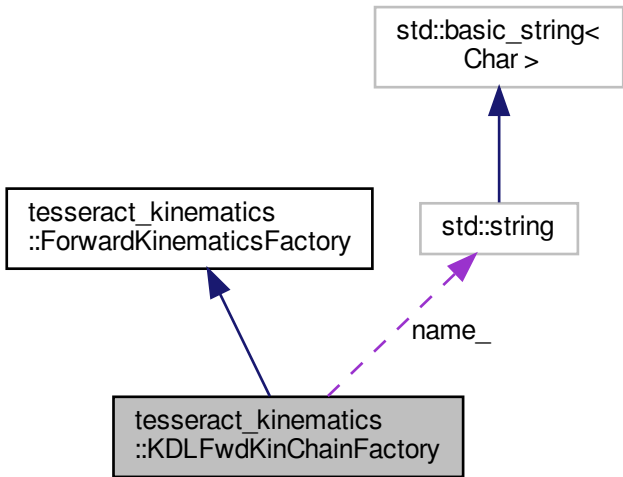 std::basic_string<
Char >
tesseract_kinematics
::ForwardKinematicsFactory
std::string
name_
tesseract_kinematics
::KDLFwdKinChainFactory